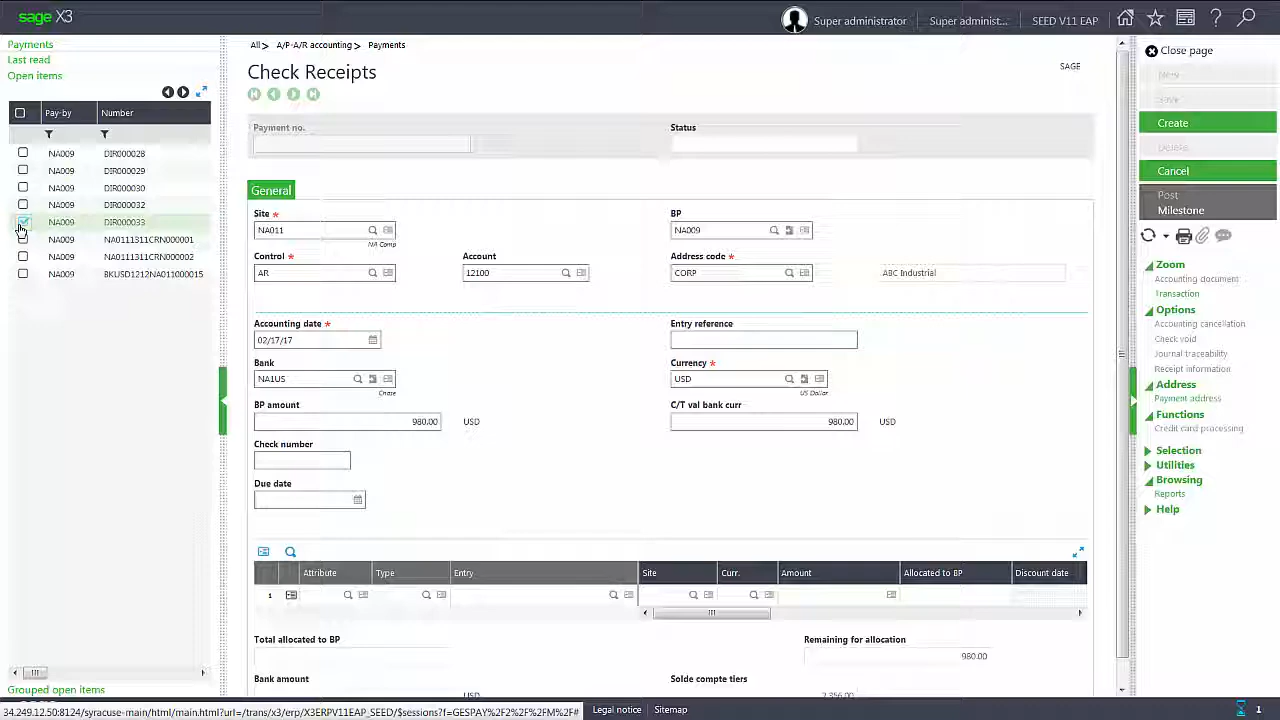 sage X3
Super administrator
Super administ...
SEED V11 EAP
Payments
Last read
Open items
Pay-by Number
NA009 DIR000029
NA009
NA009 DIR000032
NA009
NA009 NA0111311CRN000001
NA009 NA0111311CRN000002
NA009 BKUSD1212NA011000015
Grouped open items
All> A/P-A/R accounting> Payments
Check Receipts
SAGE
Payment no. Status
General
Site * BP
NA011 NA009
Control * Account Address code *
AR 12100 CORP ABC Industrial
Accounting date * Entry reference
02/17/17
Bank Currency *
NA1US USD
Chase US Dollar
BP amount C/T val bank curr
980.00 USD 980.00 USD
Check number
Due date
Attribute Type Entry Site Curr. Amount Allocated to BP Discount date
Total allocated to BP Remaining for allocation
980.00
Bank amount Solde compte tiers
USD 2,356.00
Close page
New
Save
Create
Delete
Cancel
Post
Milestone
Zoom
Accounting document
Transaction
Options
Accounting cancellation
Check void
Journal traceability
Receipt information
Address
Payment address
Functions
Credit card processing
Selection
Utilities
Browsing
Reports
Help
34.249.12.50:8124/syracuse-main/html/main.html?url=/trans/x3/erp/X3ERPV11EAP_SEED/$sessions?f=GESPAY%2F2%2F%2FM%2F#
Legal notice Sitemap
1